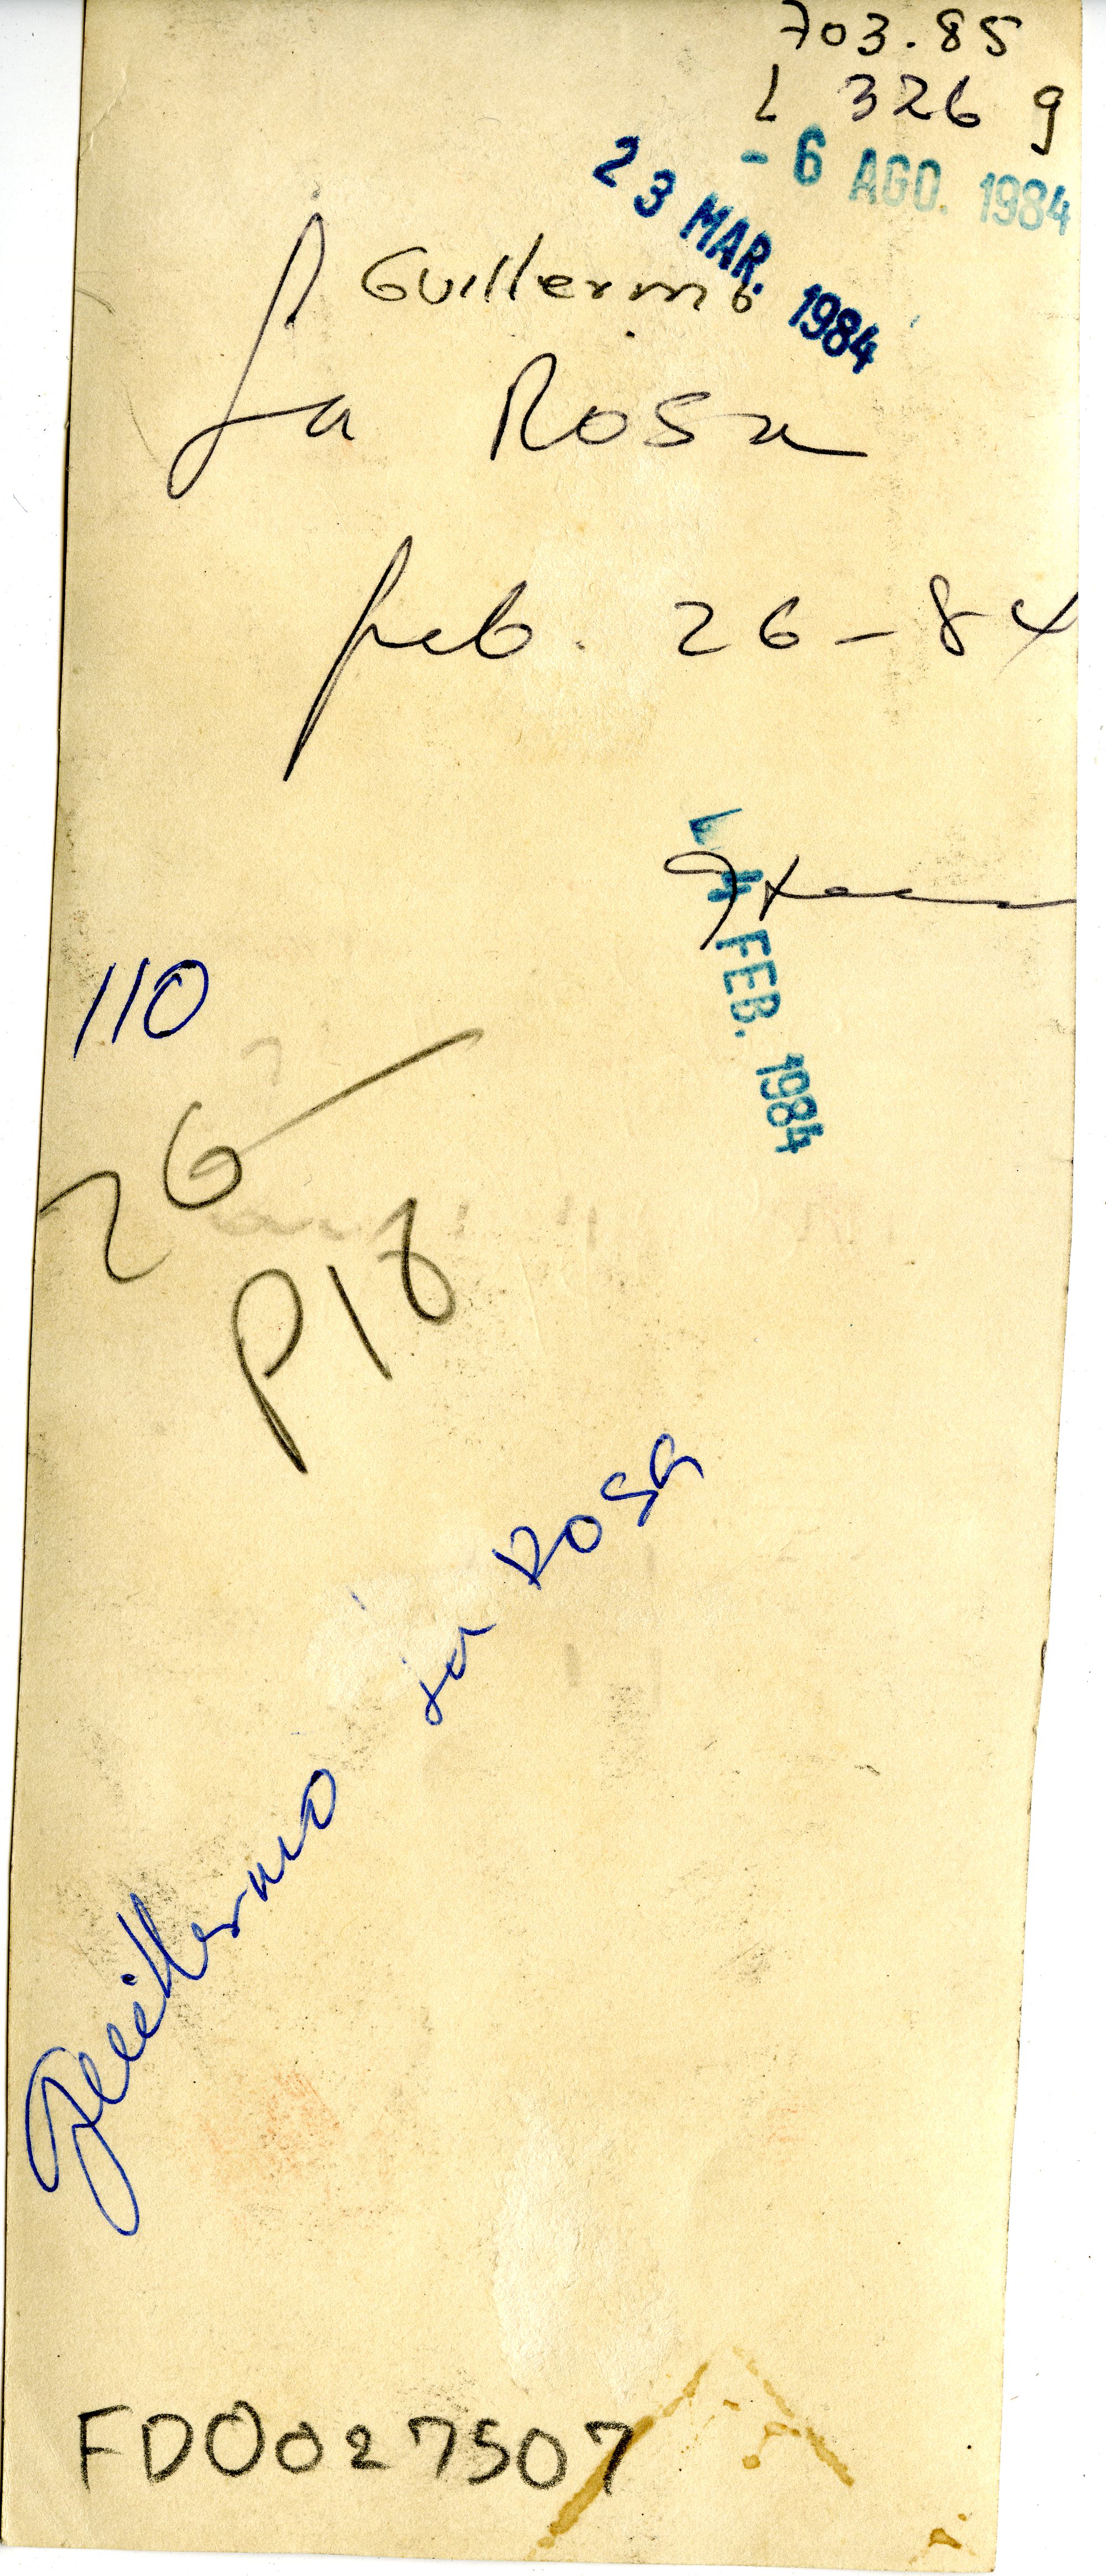 703.85
L 326 g
- 6 AGO. 1984
23 MAR. 1984
Guillermo
La Rosa
feb. 26-84
FEB. 1984
110
26
P18
Guillermo La Rosa
FD0027507